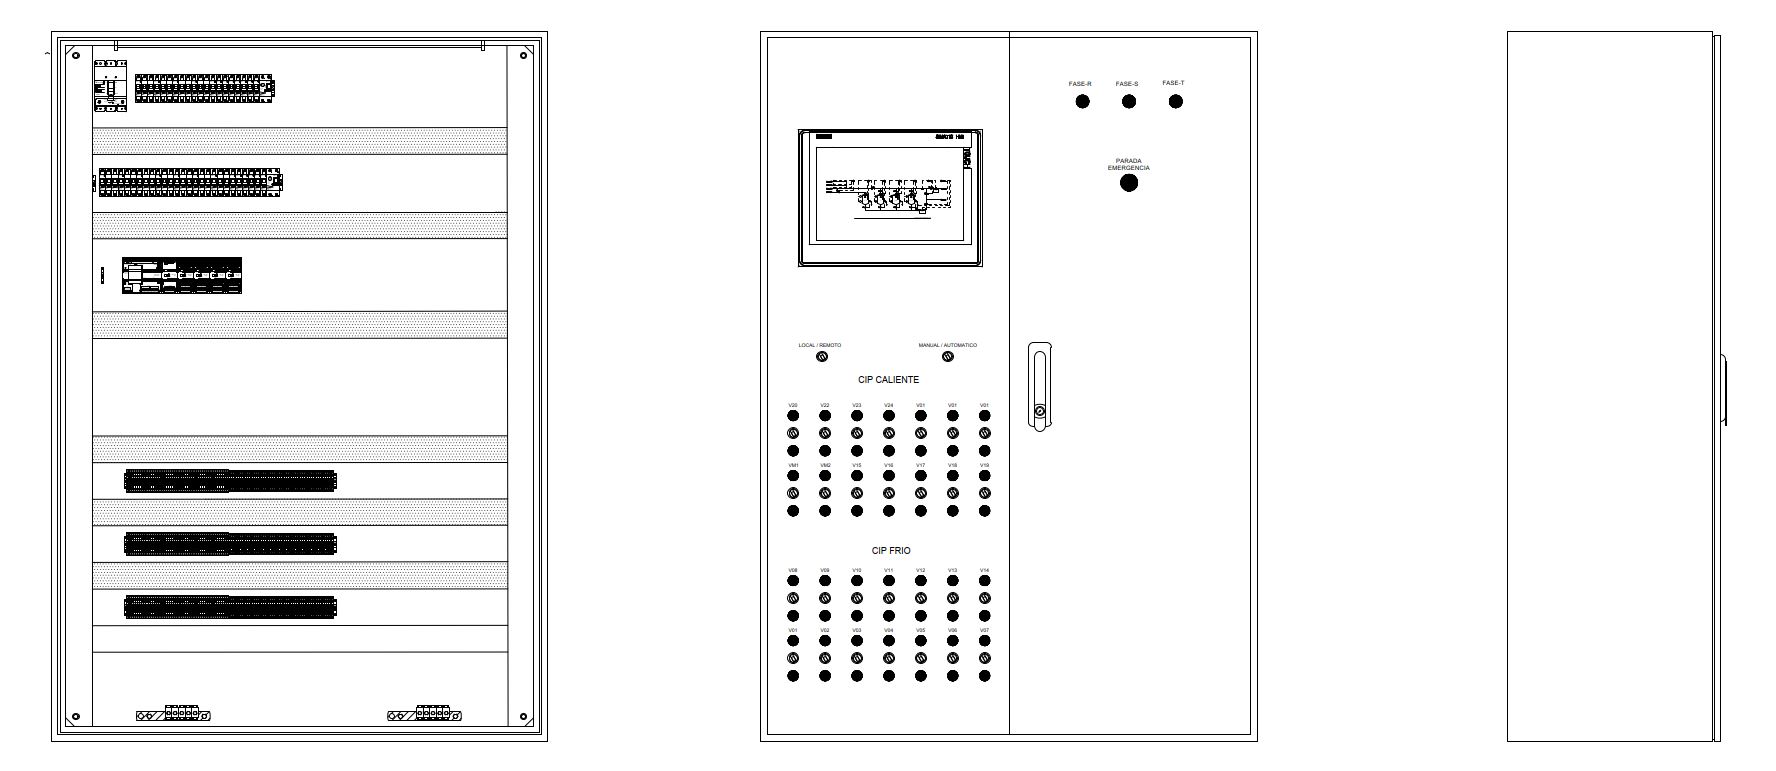 FASE-R FASE-S FASE-T
SIMATIC HMI
PARADA
EMERGENCIA
LOCAL / REMOTO MANUAL / AUTOMATICO
CIP CALIENTE
V20 V22 V23 V24 V01 V01 V01
VM1 VM2 V15 V16 V17 V18 V19
CIP FRIO
V08 V09 V10 V11 V12 V13 V14
V01 V02 V03 V04 V05 V06 V07